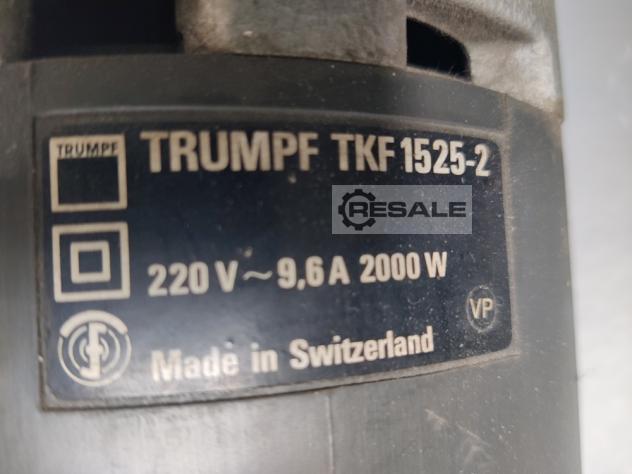 TRUMPF
TRUMPF TKF 1525-2
RESALE
220 V ~ 9,6 A 2000 W
VP
Made in Switzerland